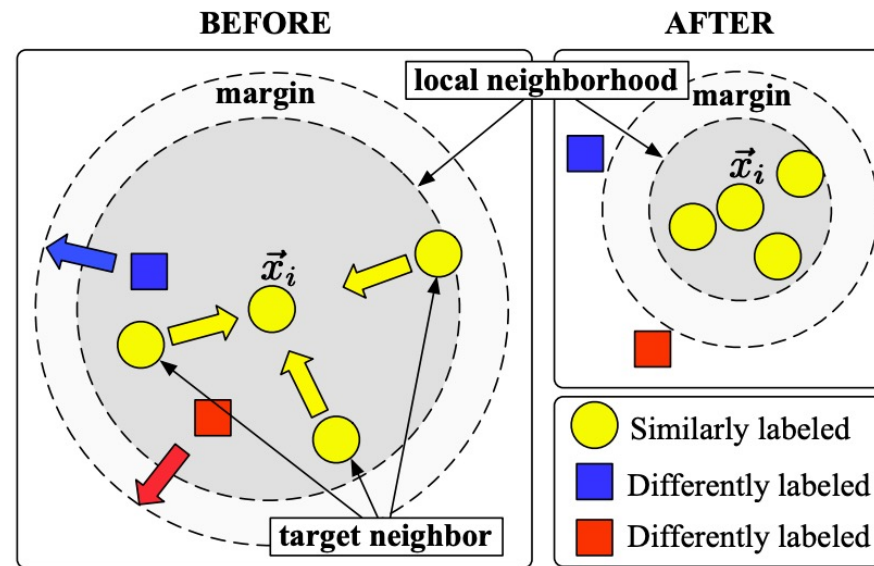 BEFORE
AFTER
local neighborhood
margin
margin
x⃗ᵢ
x⃗ᵢ
target neighbor
Similarly labeled
Differently labeled
Differently labeled